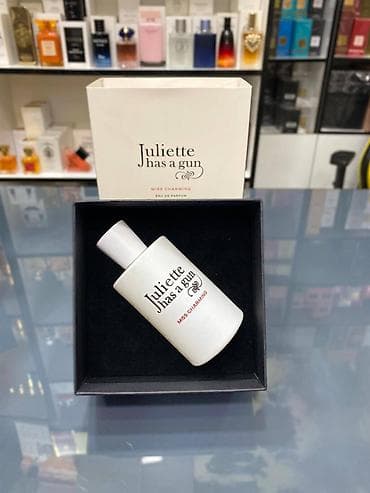 Juliette
has a gun
MISS CHARMING
EAU DE PARFUM
Juliette
has a gun
MISS CHARMING